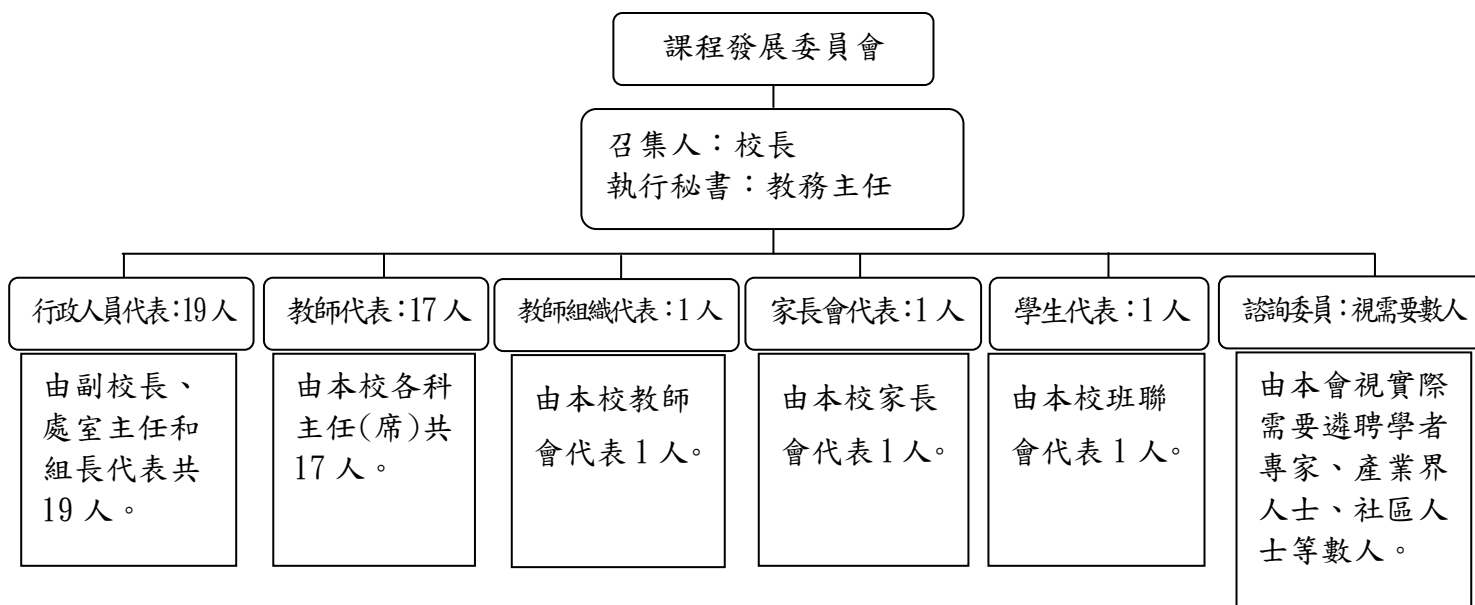 課程發展委員會
召集人：校長
執行秘書：教務主任
行政人員代表:19人
教師代表:17人
教師組織代表:1人
家長會代表:1人
學生代表:1人
諮詢委員:視需要數人
由副校長、
處室主任和
組長代表共
19人。
由本校各科
主任(席)共
17人。
由本校教師
會代表1人。
由本校家長
會代表1人。
由本校班聯
會代表1人。
由本會視實際
需要遴聘學者
專家、產業界
人士、社區人
士等數人。